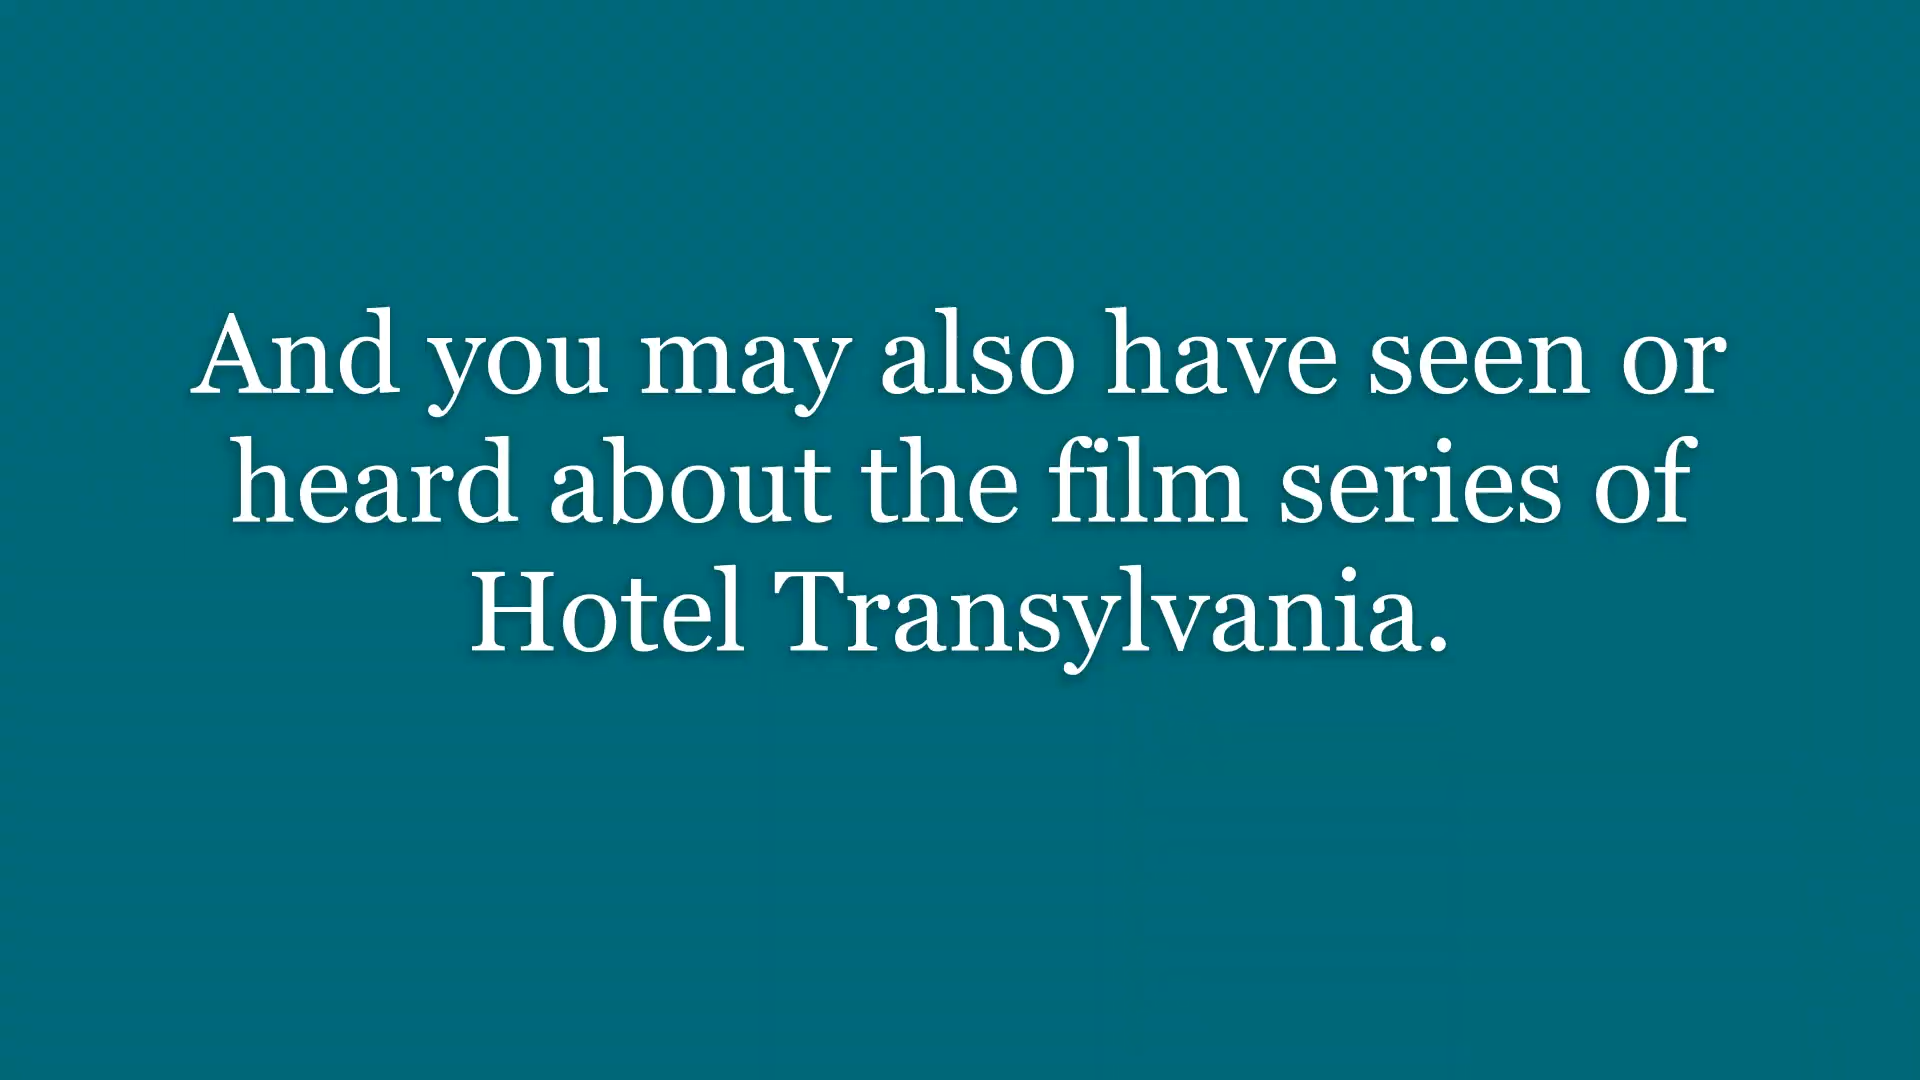 And you may also have seen or
heard about the film series of
Hotel Transylvania.